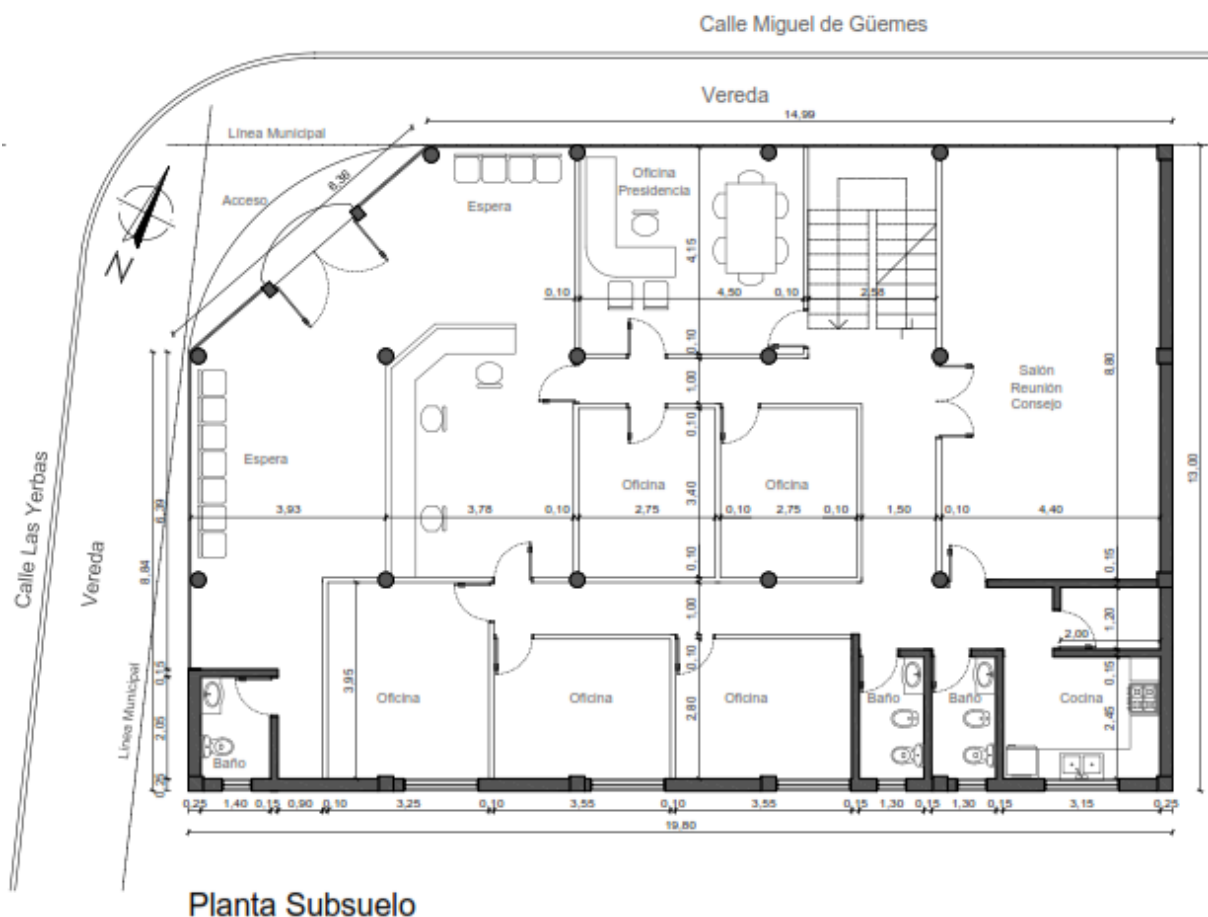 Calle Miguel de Güemes
Vereda
14,99
Línea Municipal
6,36
Acceso
N
Espera
Oficina
Presidencia
4,15
0,10
4,50
0,10
2,58
0,10
1,00
0,10
Salón
Reunión
Consejo
8,80
13,00
Espera
Oficina
Oficina
3,40
3,93
3,78
0,10
2,75
0,10
2,75
0,10
1,50
0,10
4,40
6,39
8,84
Calle Las Yerbas
Vereda
Línea Municipal
0,10
0,15
1,00
1,20
2,00
0,10
0,15
0,15
3,95
Oficina
Oficina
Oficina
2,80
Baño
Baño
Cocina
2,45
2,05
Baño
0,25
0,25
1,40
0,15
0,90
0,10
3,25
0,10
3,55
0,10
3,55
0,15
1,30
0,15
1,30
0,15
3,15
0,25
19,80
Planta Subsuelo